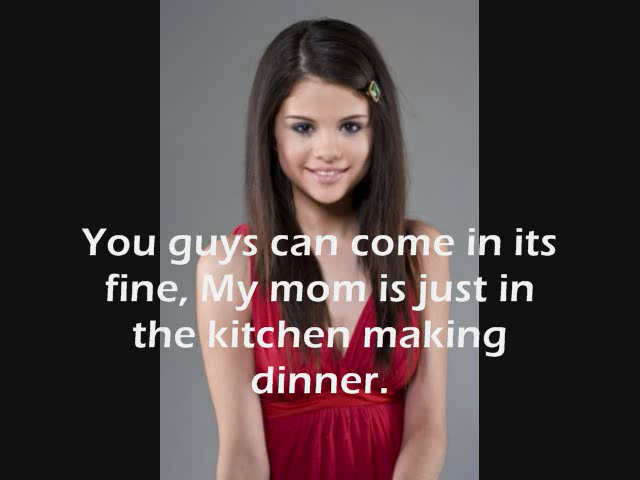 You guys can come in its
fine, My mom is just in
the kitchen making
dinner.